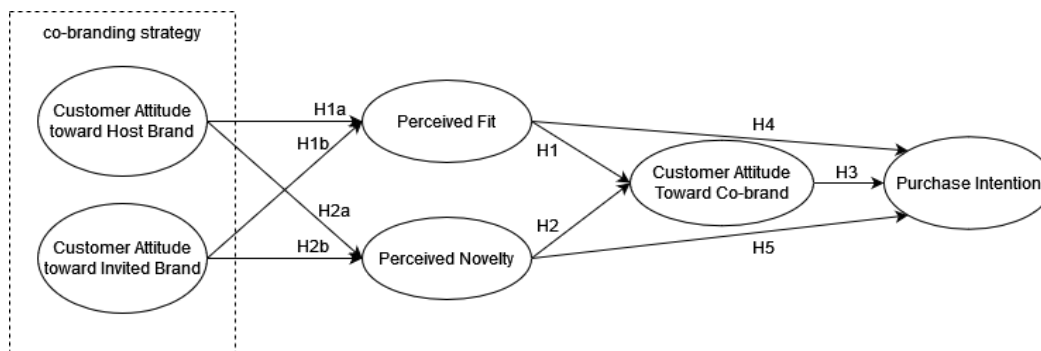 co-branding strategy
Customer Attitude
toward Host Brand
H1a
H1b
Perceived Fit
H4
H1
Customer Attitude
Toward Co-brand
H3
Purchase Intention
H2a
H2b
H2
Customer Attitude
toward Invited Brand
Perceived Novelty
H5